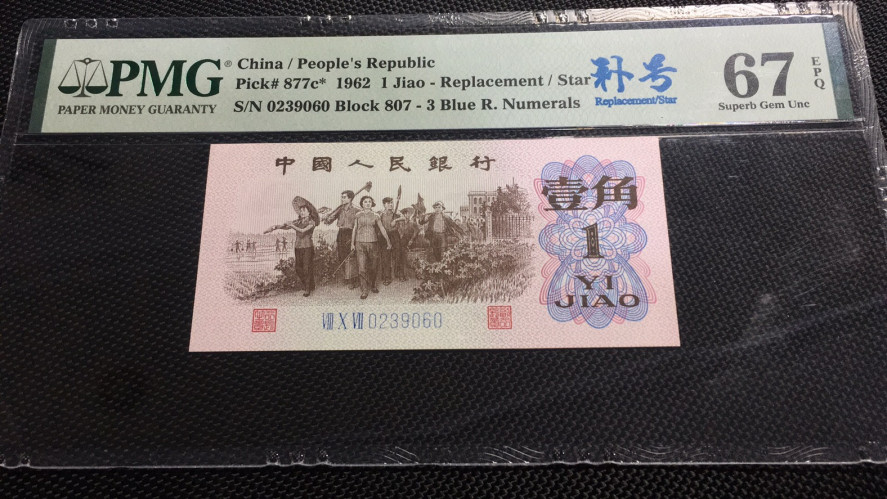 PMG®
PAPER MONEY GUARANTY
China / People's Republic
Pick# 877c* 1962 1 Jiao - Replacement / Star
S/N 0239060 Block 807 - 3 Blue R. Numerals
补号
Replacement/Star
67
EPQ
Superb Gem Unc
中國人民銀行
壹角
1
YI
JIAO
VIII X VII 0239060